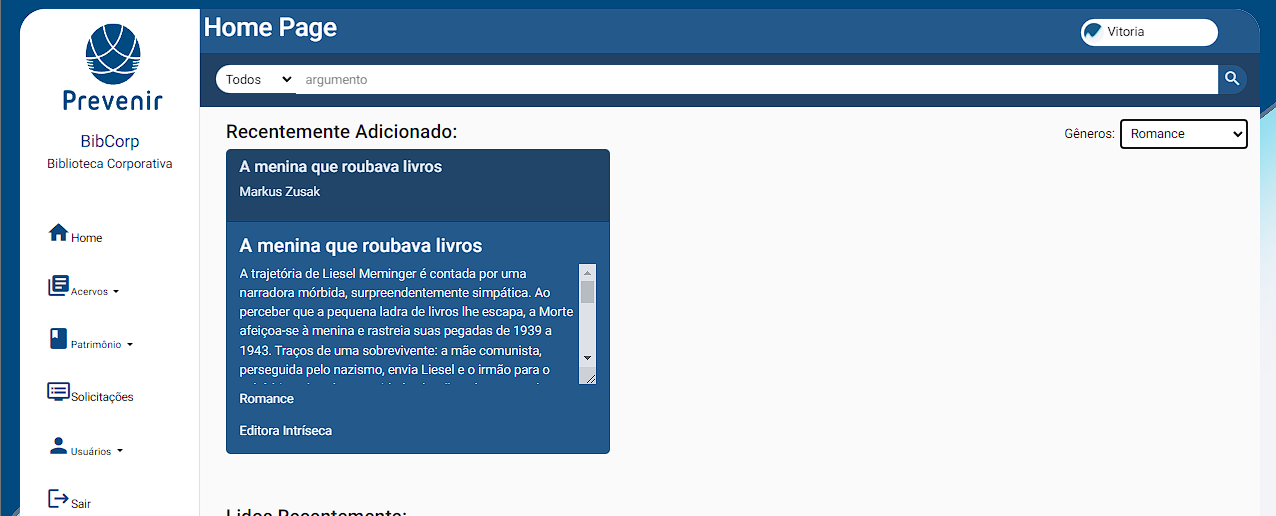 Home Page
Vitoria
Prevenir
BibCorp
Biblioteca Corporativa
Home
Acervos
Patrimônio
Solicitações
Usuários
Sair
Todos
argumento
Recentemente Adicionado:
Gêneros:
Romance
A menina que roubava livros
Markus Zusak
A menina que roubava livros
A trajetória de Liesel Meminger é contada por uma
narradora mórbida, surpreendentemente simpática. Ao
perceber que a pequena ladra de livros lhe escapa, a Morte
afeiçoa-se à menina e rastreia suas pegadas de 1939 a
1943. Traços de uma sobrevivente: a mãe comunista,
perseguida pelo nazismo, envia Liesel e o irmão para o
Romance
Editora Intríseca
Lidos Recentemente: